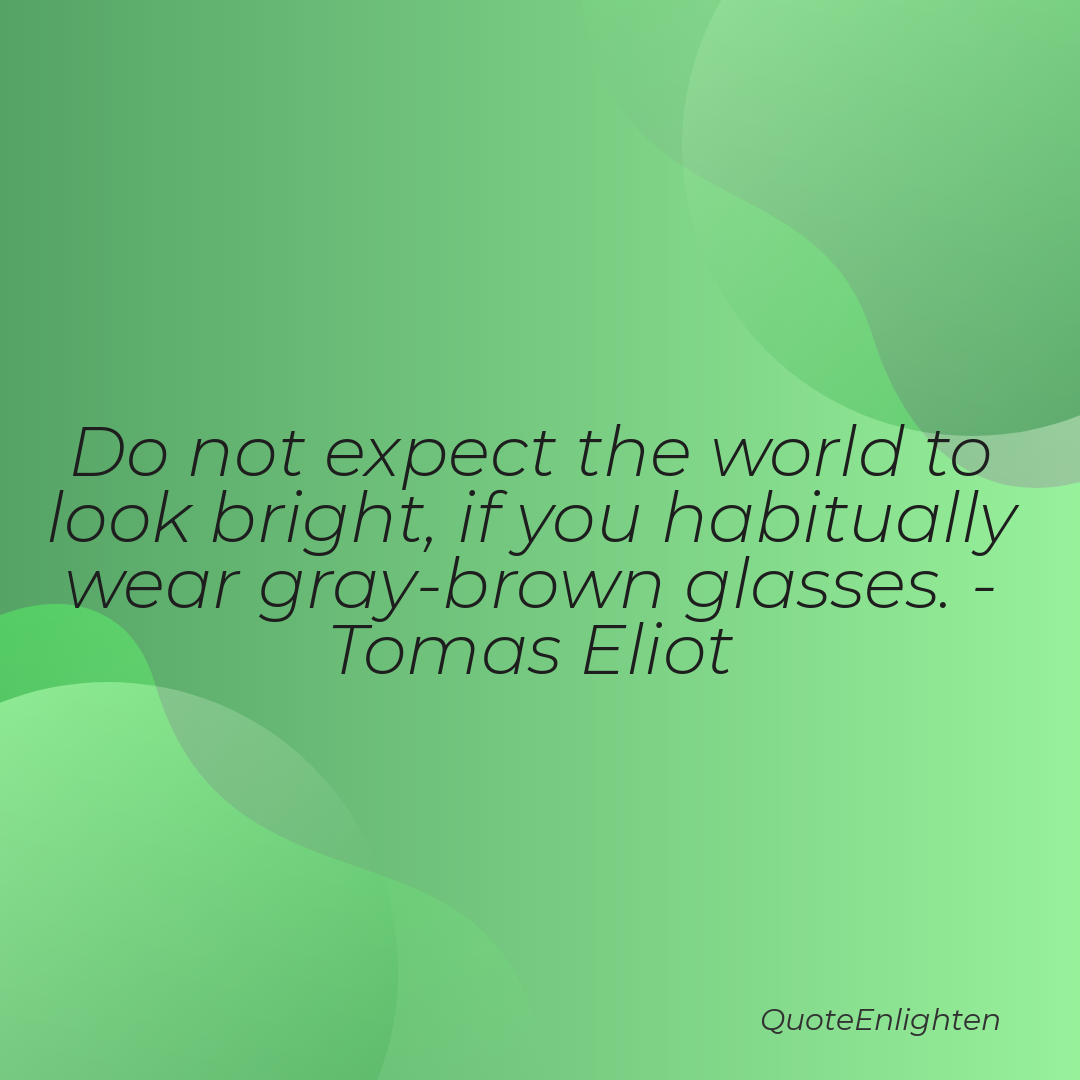 Do not expect the world to
look bright, if you habitually
wear gray-brown glasses. -
Tomas Eliot
QuoteEnlighten